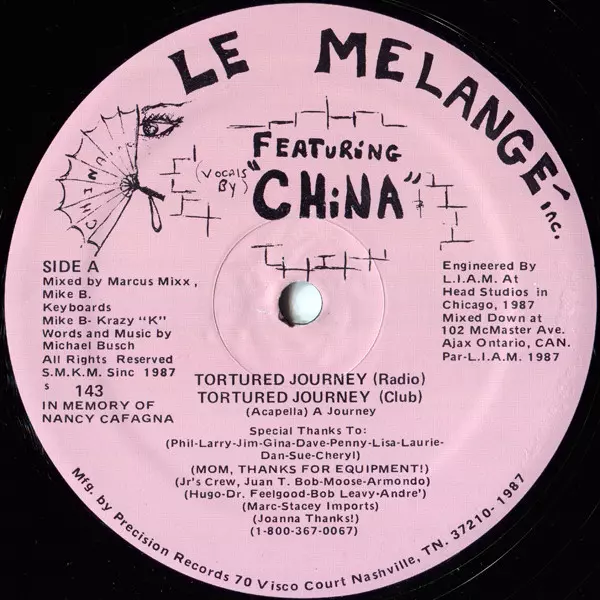 LE MELANGÉ inc.
FEATURING
(VOCALS BY) "CHiNA"
CHINA
SIDE A
Mixed by Marcus Mixx,
Mike B.
Keyboards
Mike B- Krazy "K"
Words and Music by
Michael Busch
All Rights Reserved
S.M.K.M. Sinc 1987
s 143
IN MEMORY OF
NANCY CAFAGNA
Engineered By
L.I.A.M. At
Head Studios in
Chicago, 1987
Mixed Down at
102 McMaster Ave.
Ajax Ontario, CAN.
Par-L.I.A.M. 1987
TORTURED JOURNEY (Radio)
TORTURED JOURNEY (Club)
(Acapella) A Journey
Special Thanks To:
(Phil-Larry-Jim-Gina-Dave-Penny-Lisa-Laurie-
Dan-Sue-Cheryl)
(MOM, THANKS FOR EQUIPMENT!)
(Jr's Crew, Juan T. Bob-Moose-Armondo)
(Hugo-Dr. Feelgood-Bob Leavy-Andre')
(Marc-Stacey Imports)
(Joanna Thanks!)
(1-800-367-0067)
Mfg. by Precision Records 70 Visco Court Nashville, TN. 37210-1987